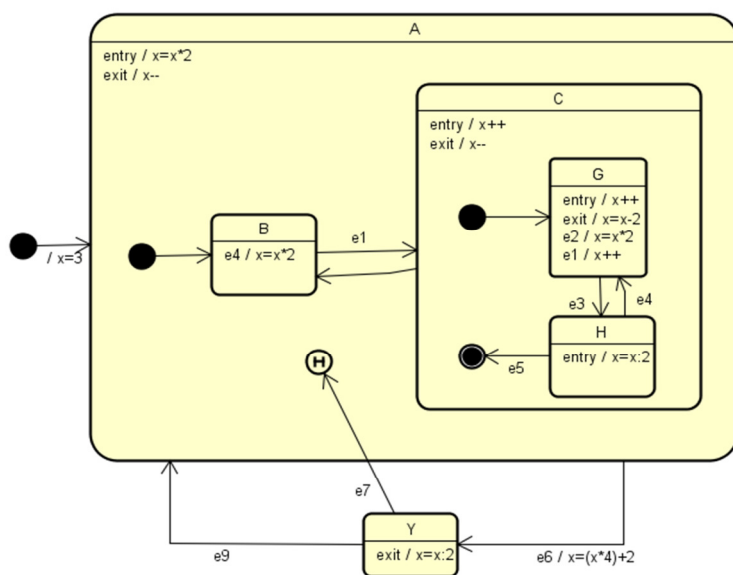 A
entry / x=x*2
exit / x--
C
entry / x++
exit / x--
G
entry / x++
exit / x=x-2
e2 / x=x*2
e1 / x++
B
e4 / x=x*2
e1
/ x=3
e3
e4
H
entry / x=x:2
e5
H
e7
Y
exit / x=x:2
e9
e6 / x=(x*4)+2